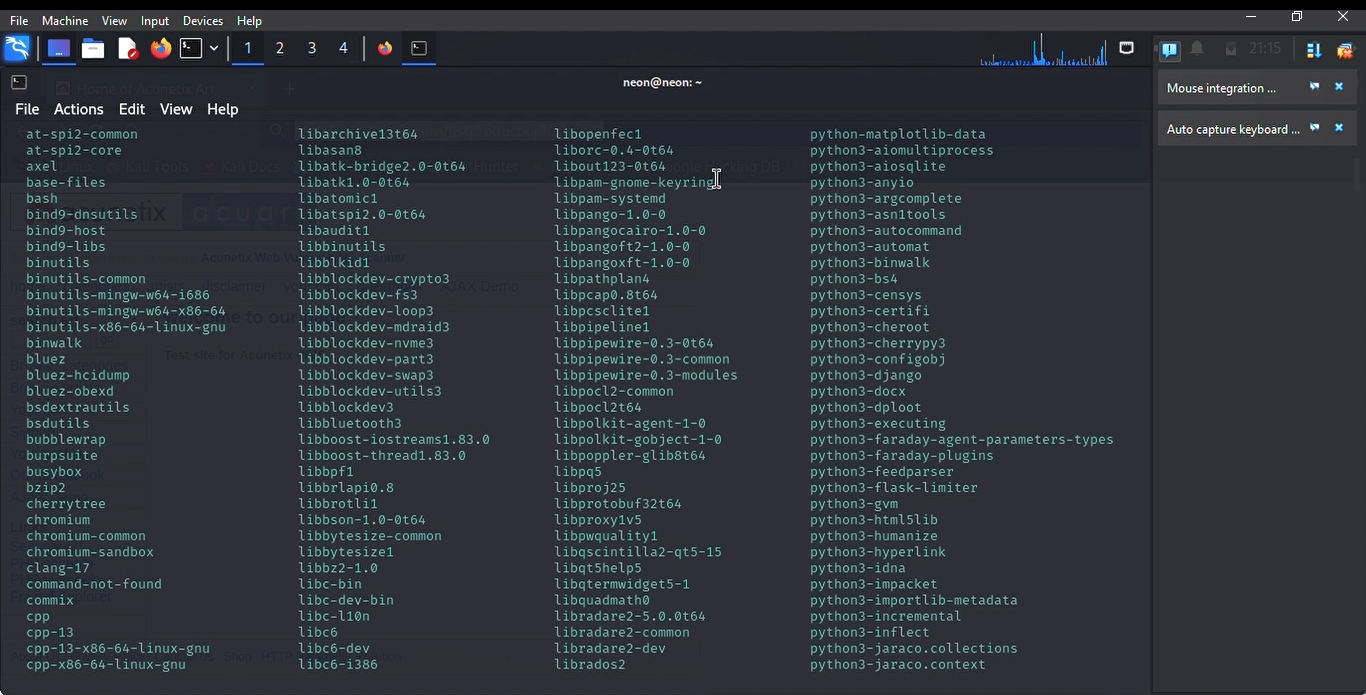 File Machine View Input Devices Help
1 2 3 4 21:15
neon@neon: ~
Mouse integration ...
File Actions Edit View Help
Auto capture keyboard ...
at-spi2-common libarchive13t64 libopenfec1 python-matplotlib-data
at-spi2-core libasan8 liborc-0.4-0t64 python3-aiomultiprocess
axel libatk-bridge2.0-0t64 libout123-0t64 python3-aiosqlite
base-files libatk1.0-0t64 libpam-gnome-keyring python3-anyio
bash libatomic1 libpam-systemd python3-argcomplete
bind9-dnsutils libatspi2.0-0t64 libpango-1.0-0 python3-asn1tools
bind9-host libaudit1 libpangocairo-1.0-0 python3-autocommand
bind9-libs libbinutils libpangoft2-1.0-0 python3-automat
binutils libblkid1 libpangoxft-1.0-0 python3-binwalk
binutils-common libblockdev-crypto3 libpathplan4 python3-bs4
binutils-mingw-w64-i686 libblockdev-fs3 libpcap0.8t64 python3-censys
binutils-mingw-w64-x86-64 libblockdev-loop3 libpcsclite1 python3-certifi
binutils-x86-64-linux-gnu libblockdev-mdraid3 libpipeline1 python3-cheroot
binwalk libblockdev-nvme3 libpipewire-0.3-0t64 python3-cherrypy3
bluez libblockdev-part3 libpipewire-0.3-common python3-configobj
bluez-hcidump libblockdev-swap3 libpipewire-0.3-modules python3-django
bluez-obexd libblockdev-utils3 libpocl2-common python3-docx
bsdextrautils libblockdev3 libpocl2t64 python3-dploot
bsdutils libbluetooth3 libpolkit-agent-1-0 python3-executing
bubblewrap libboost-iostreams1.83.0 libpolkit-gobject-1-0 python3-faraday-agent-parameters-types
burpsuite libboost-thread1.83.0 libpoppler-glib8t64 python3-faraday-plugins
busybox libbpf1 libpq5 python3-feedparser
bzip2 libbrlapi0.8 libproj25 python3-flask-limiter
cherrytree libbrotli1 libprotobuf32t64 python3-gvm
chromium libbson-1.0-0t64 libproxy1v5 python3-html5lib
chromium-common libbytesize-common libpwquality1 python3-humanize
chromium-sandbox libbytesize1 libqscintilla2-qt5-15 python3-hyperlink
clang-17 libbz2-1.0 libqt5help5 python3-idna
command-not-found libc-bin libqtermwidget5-1 python3-impacket
commix libc-dev-bin libquadmath0 python3-importlib-metadata
cpp libc-l10n libradare2-5.0.0t64 python3-incremental
cpp-13 libc6 libradare2-common python3-inflect
cpp-13-x86-64-linux-gnu libc6-dev libradare2-dev python3-jaraco.collections
cpp-x86-64-linux-gnu libc6-i386 librados2 python3-jaraco.context